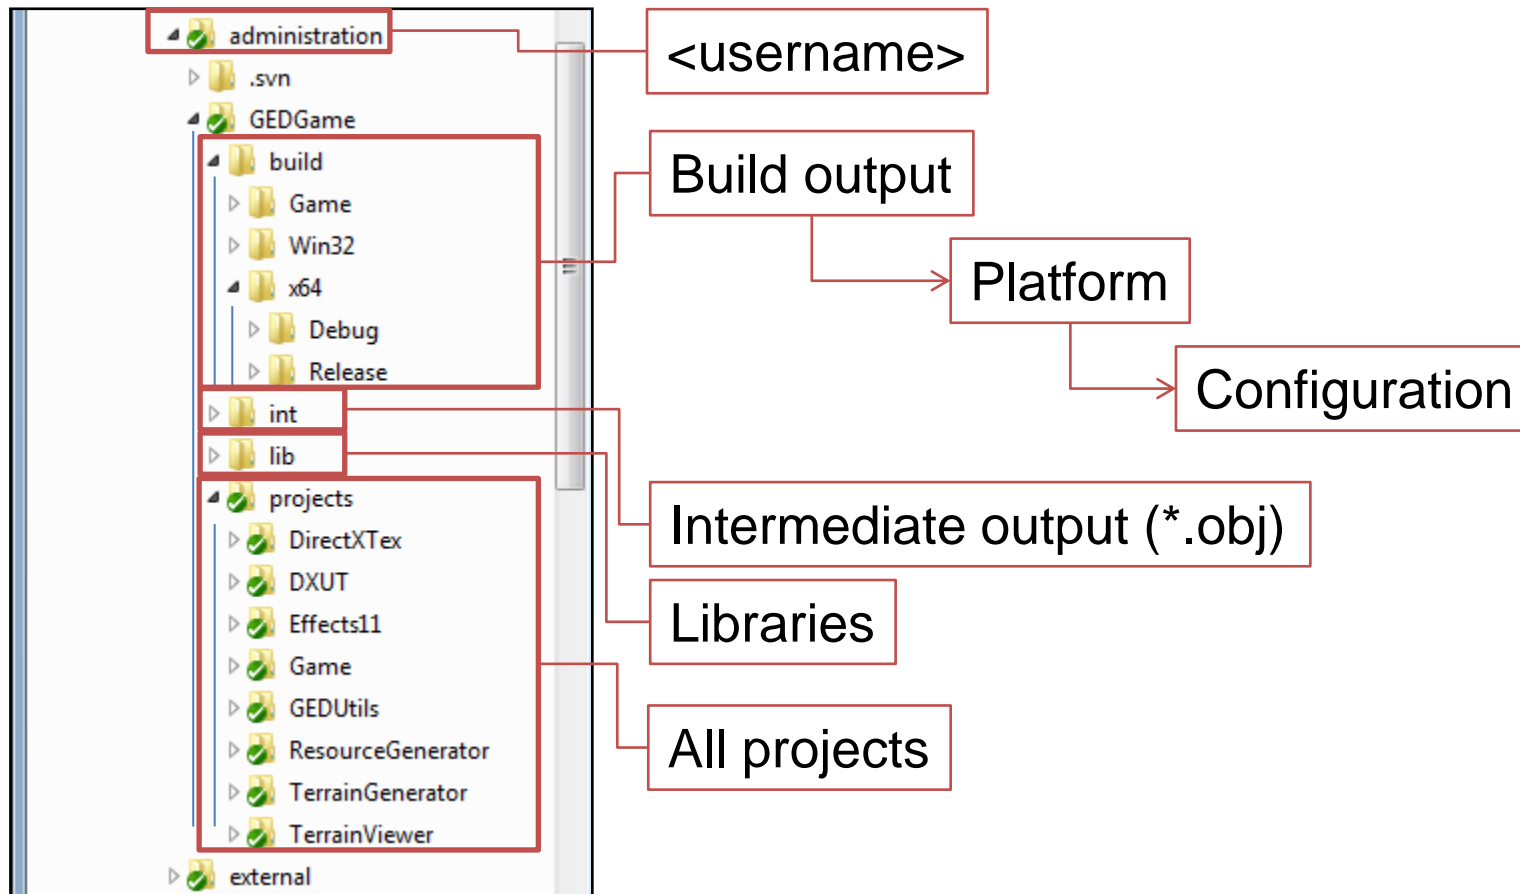 administration
.svn
GEDGame
build
Game
Win32
x64
Debug
Release
int
lib
projects
DirectXTex
DXUT
Effects11
Game
GEDUtils
ResourceGenerator
TerrainGenerator
TerrainViewer
external
<username>
Build output
Platform
Configuration
Intermediate output (*.obj)
Libraries
All projects